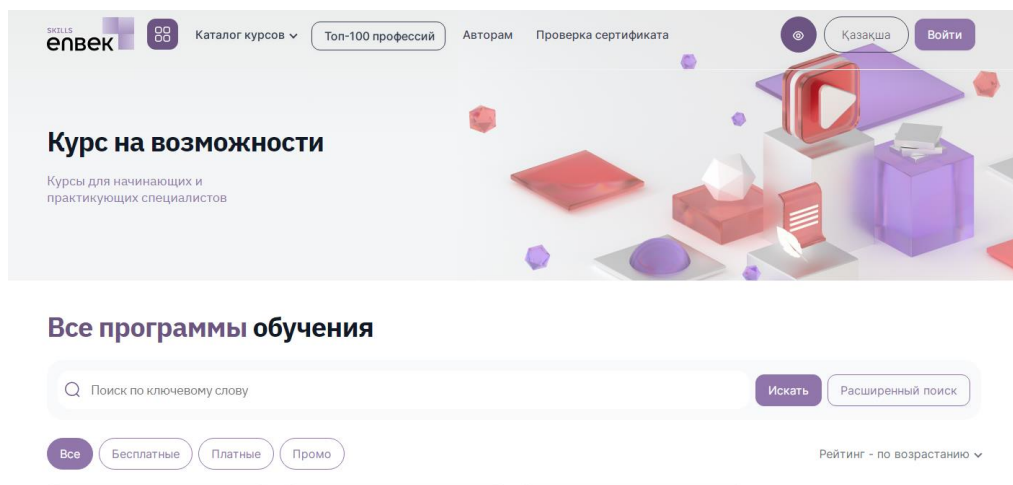 SKILLS
еңбек
Каталог курсов
Топ-100 профессий
Авторам
Проверка сертификата
Қазақша
Войти
Курс на возможности
Курсы для начинающих и
практикующих специалистов
Все программы обучения
Поиск по ключевому слову
Искать
Расширенный поиск
Все
Бесплатные
Платные
Промо
Рейтинг - по возрастанию